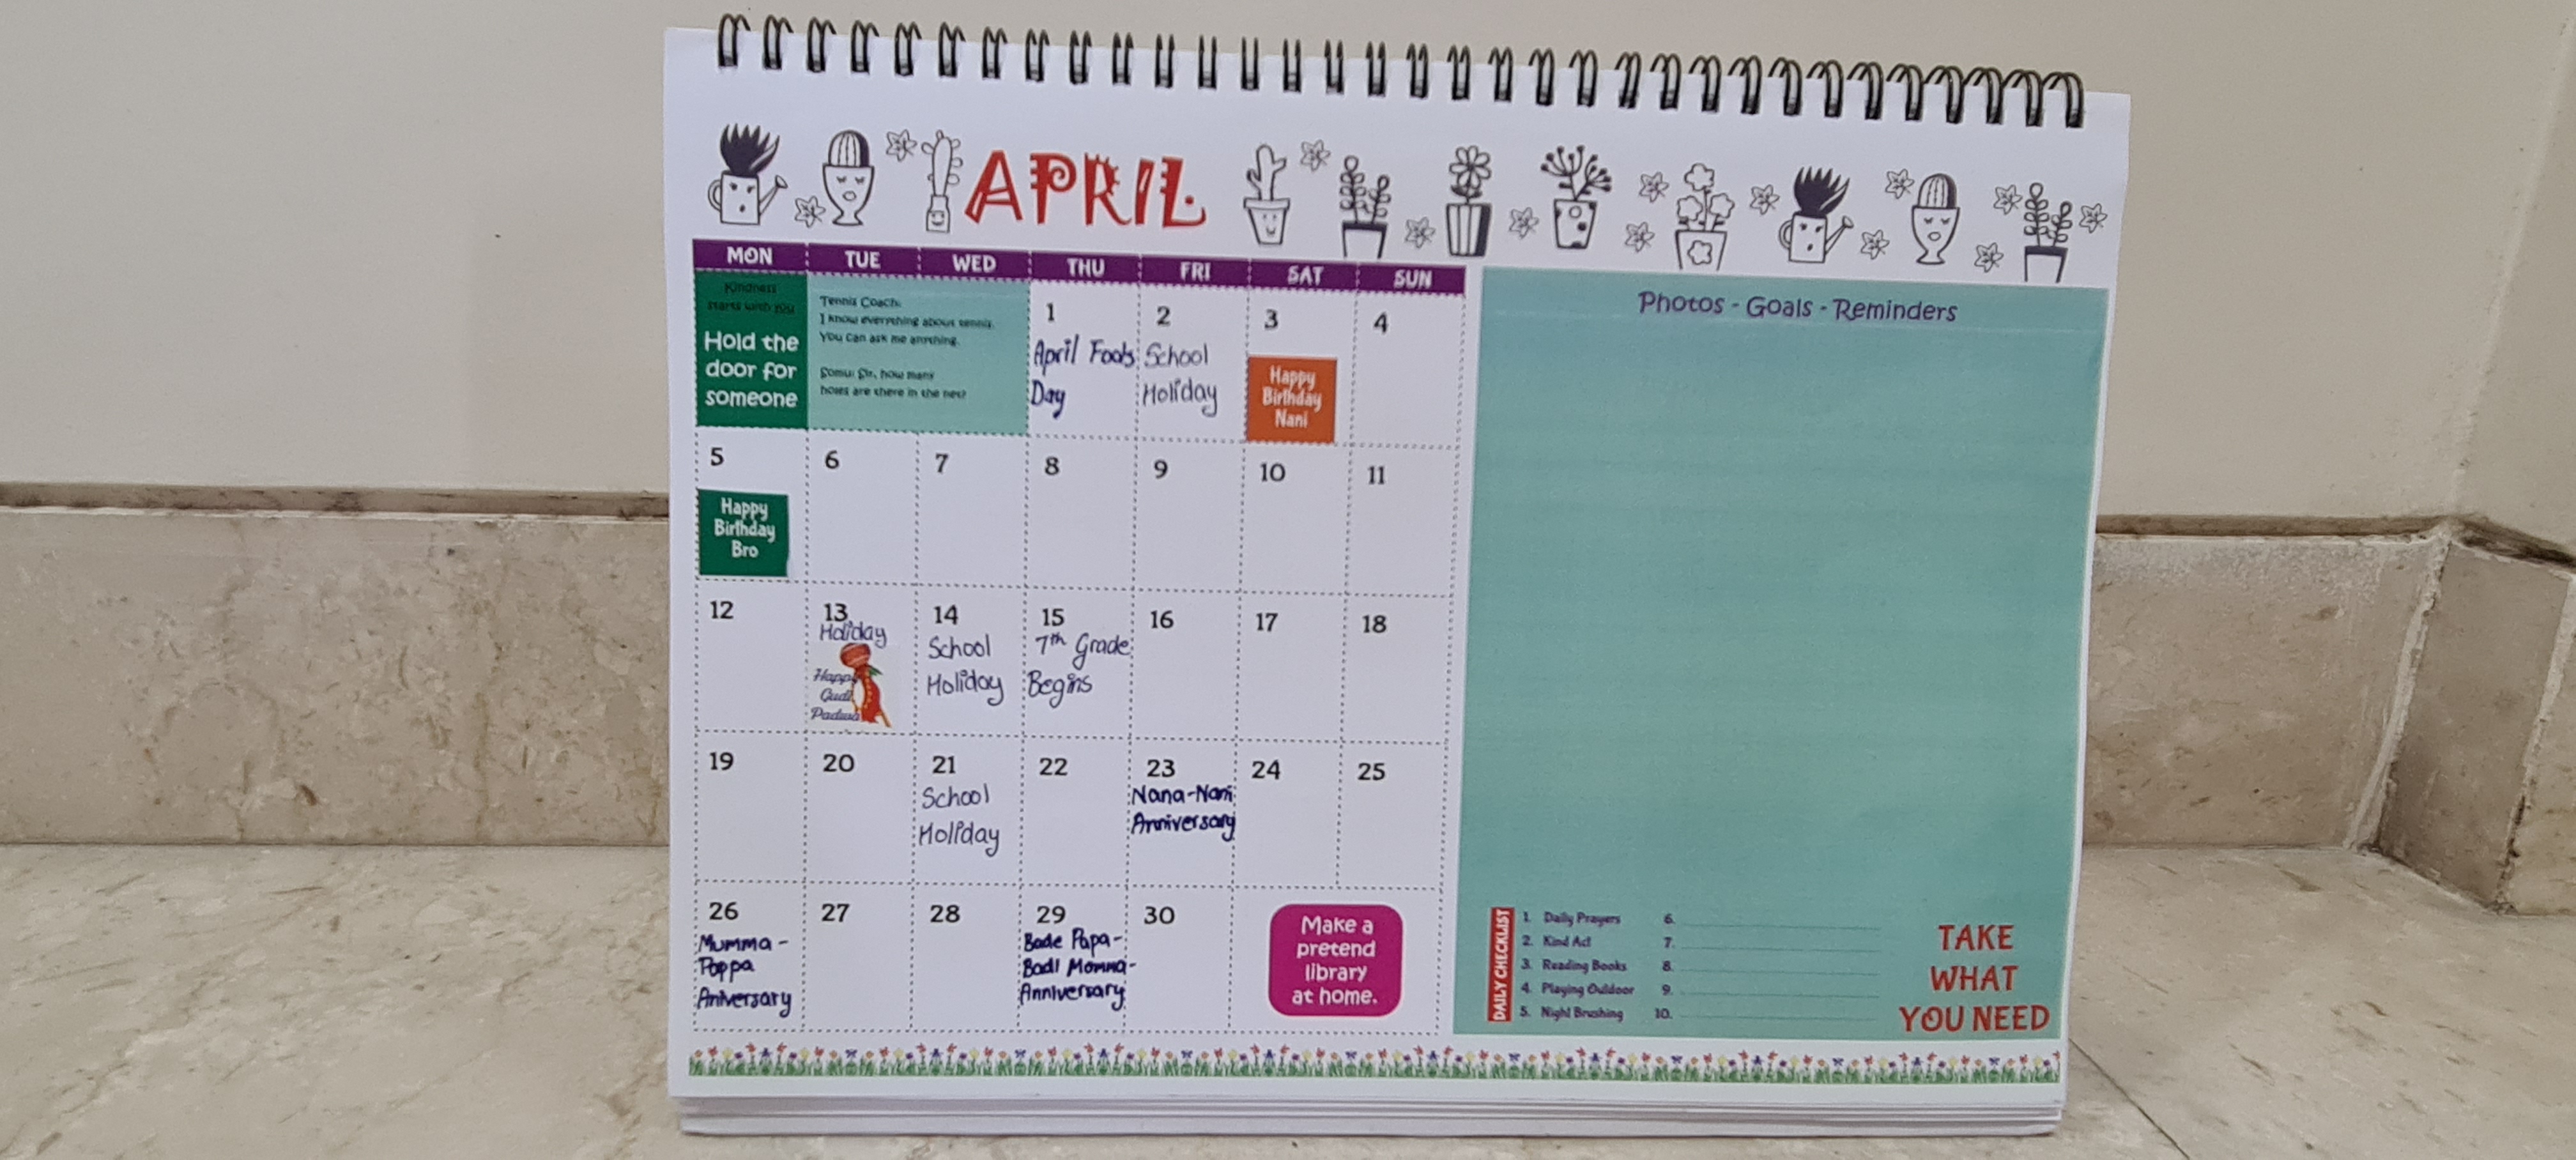 APRIL
MON TUE WED THU FRI SAT SUN
Kindness
starts with you
Hold the
door for
someone
Tennis Coach:
I know everything about tennis.
You can ask me anything.
Somu: Sir, how many
holes are there in the net?
1
April Fools
Day
2
School
Holiday
3
Happy
Birthday
Nani
4
5
Happy
Birthday
Bro
6
7
8
9
10
11
12
13
Holiday
Happy
Gudi
Padwa
14
School
Holiday
15
7th Grade
Begins
16
17
18
19
20
21
School
Holiday
22
23
Nana-Nani
Anniversary
24
25
26
Mumma-
Poppa
Aniversary
27
28
29
Bade Papa-
Badi Momma-
Anniversary
30
Make a
pretend
library
at home.
Photos - Goals - Reminders
DAILY CHECKLIST
1. Daily Prayers
2. Kind Act
3. Reading Books
4. Playing Outdoor
5. Night Brushing
6.
7.
8.
9.
10.
TAKE
WHAT
YOU NEED